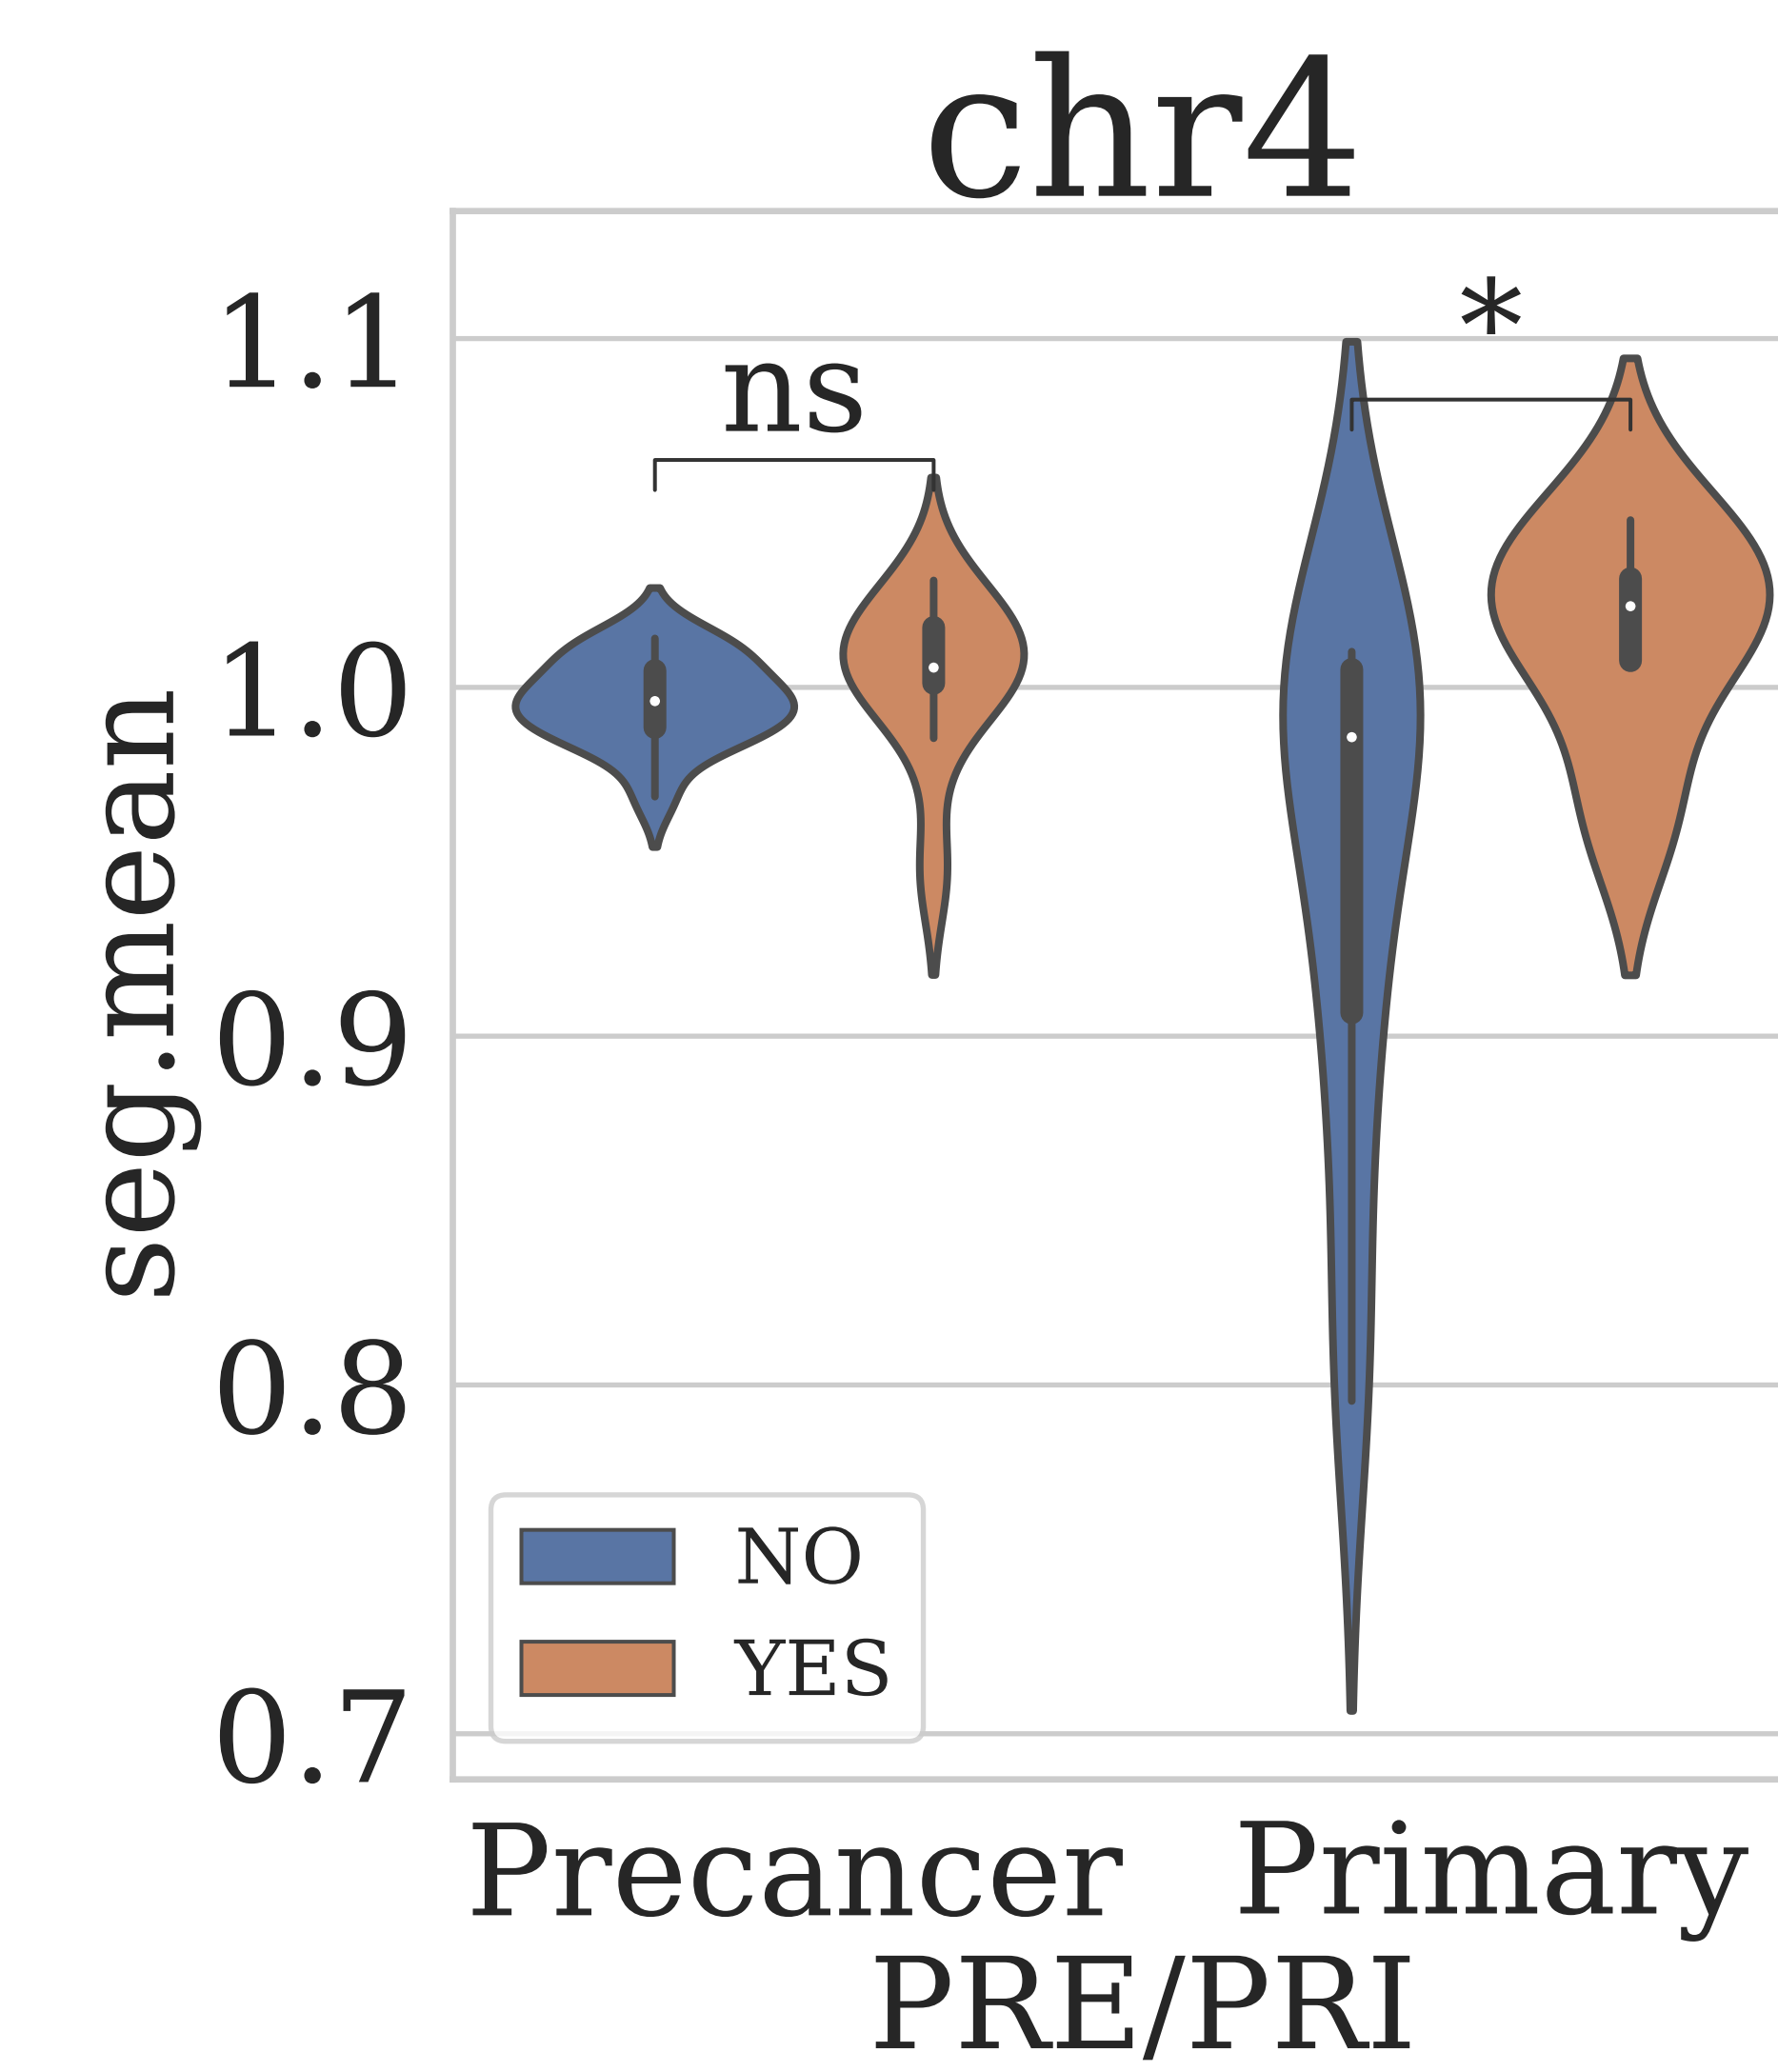 chr4
1.1
*
ns
1.0
0.9
0.8
0.7
seg.mean
NO
YES
Precancer Primary
PRE/PRI